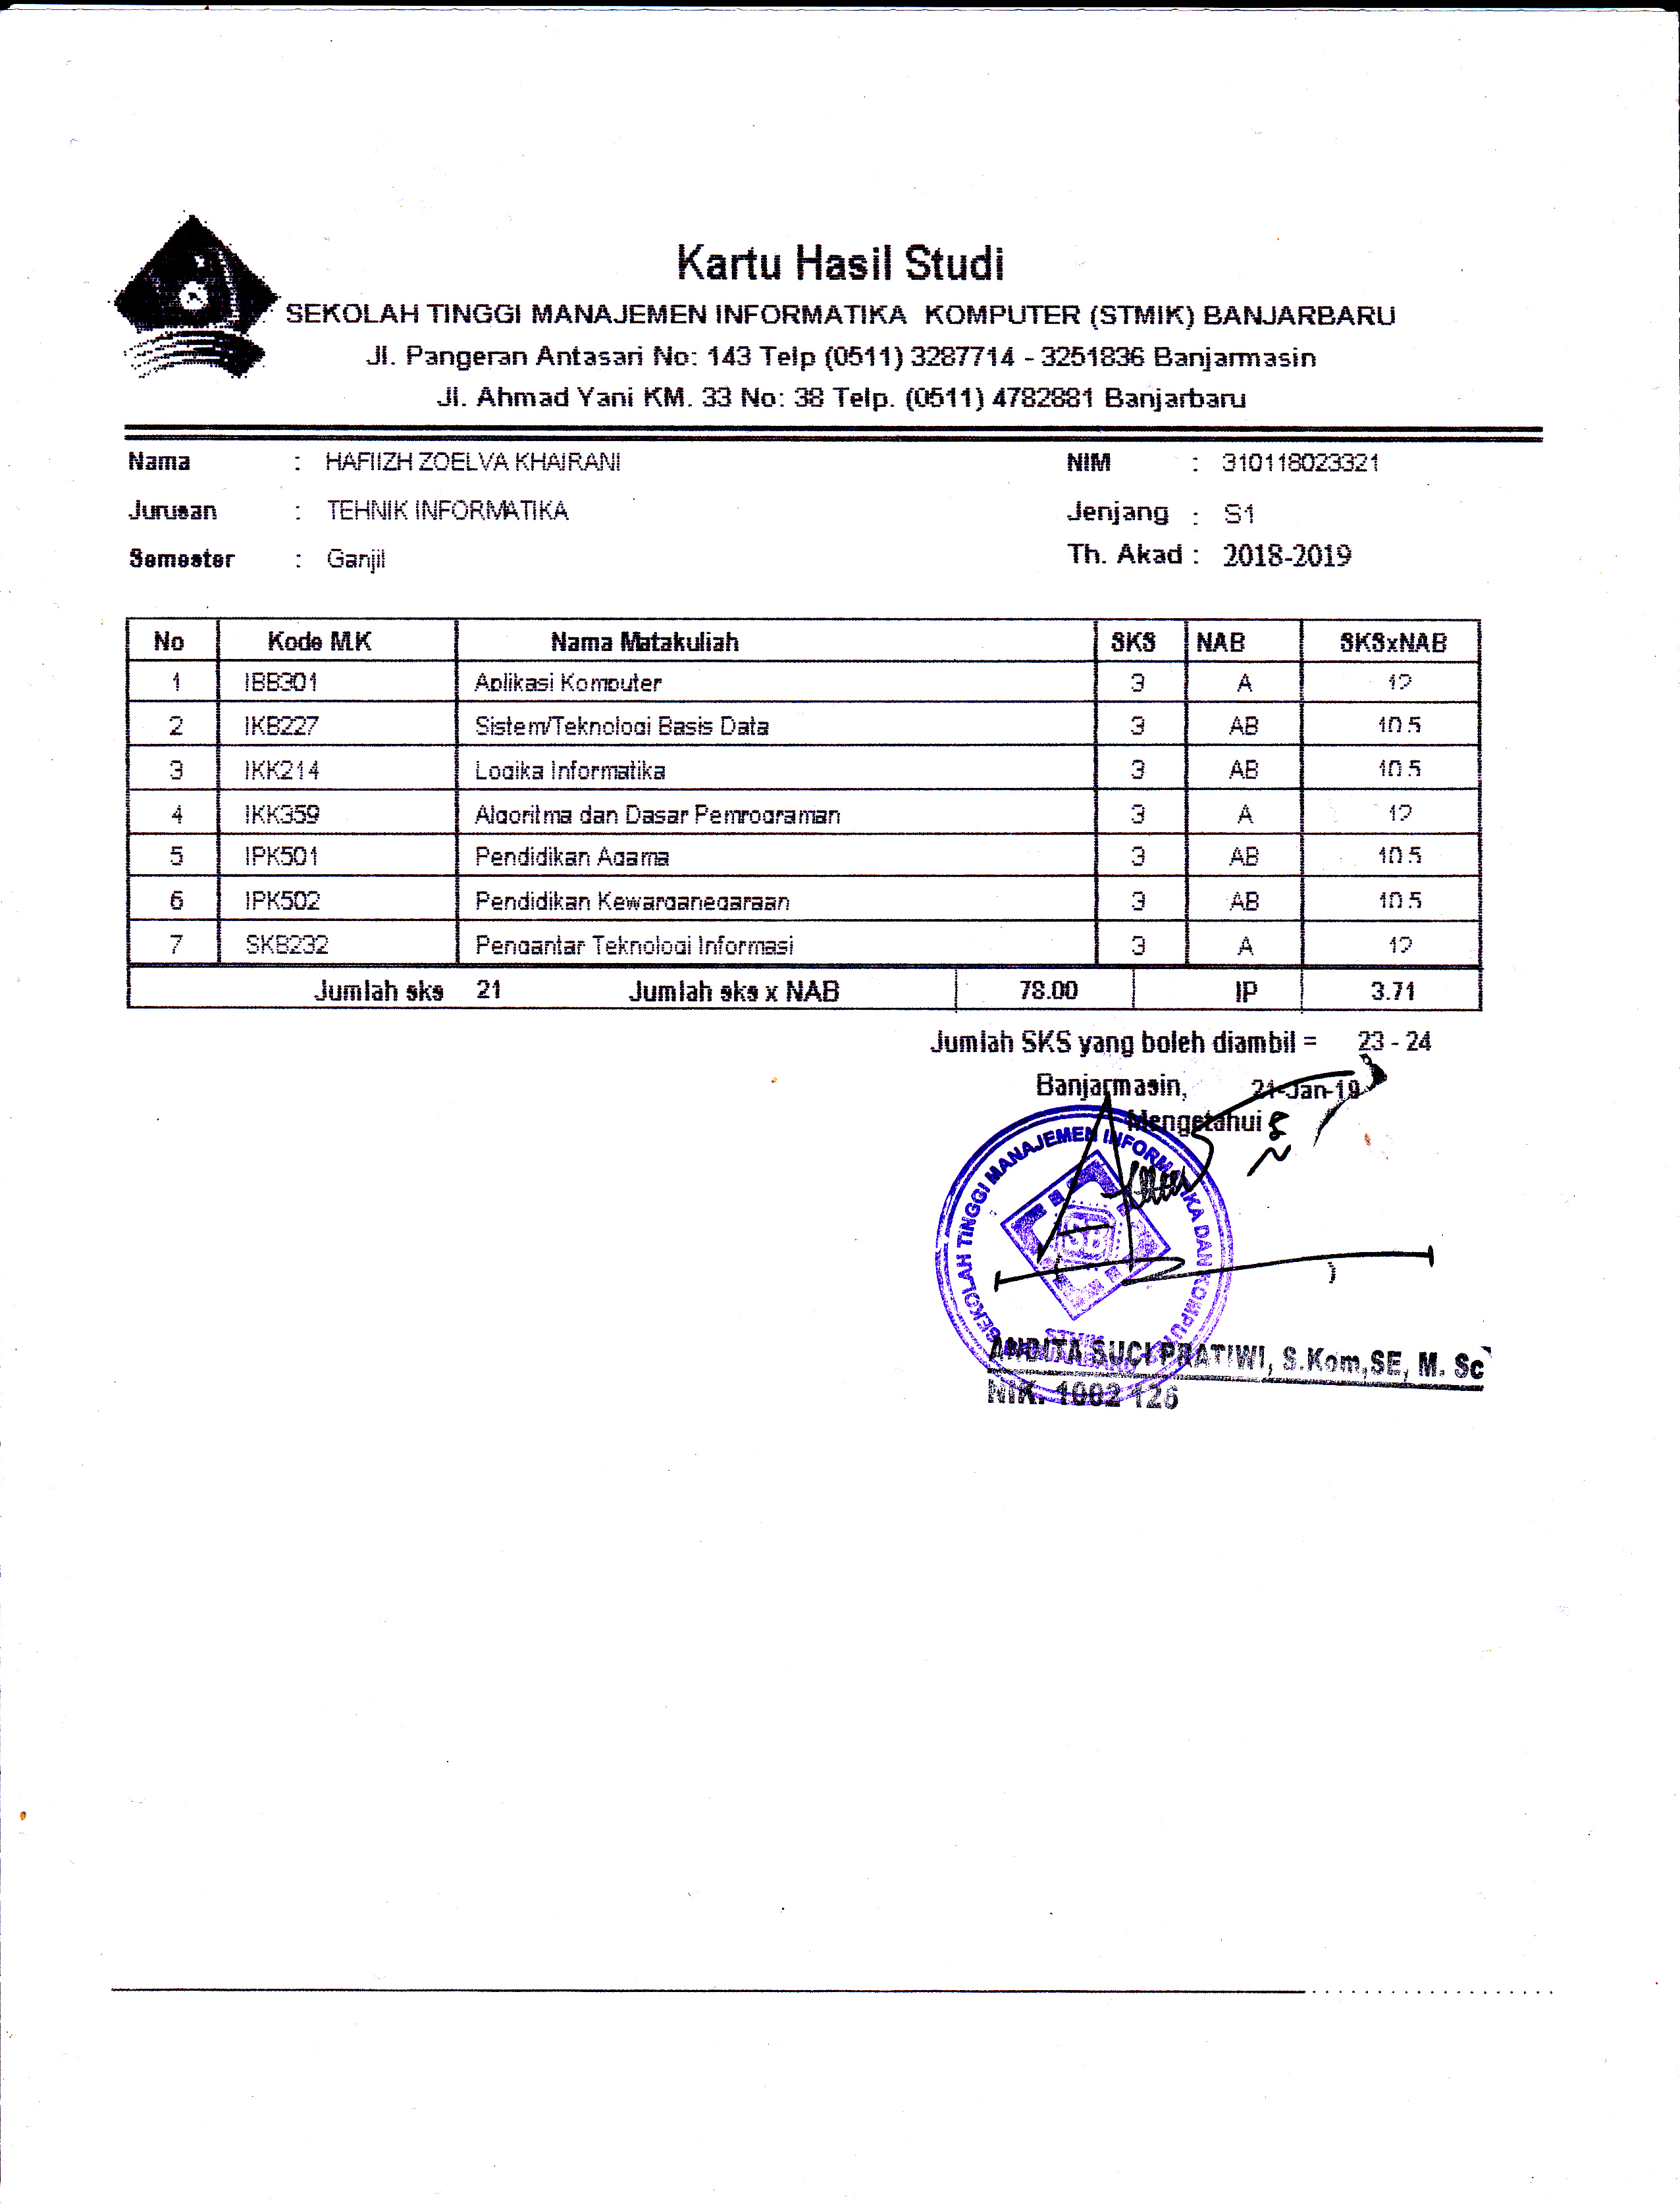 Kartu Hasil Studi
SEKOLAH TINGGI MANAJEMEN INFORMATIKA KOMPUTER (STMIK) BANJARBARU
Jl. Pangeran Antasari No: 143 Telp (0511) 3287714 - 3251836 Banjarmasin
Jl. Ahmad Yani KM. 33 No: 38 Telp. (0511) 4782881 Banjarbaru
Nama : HAFIIZH ZOELVA KHAIRANI NIM : 310118023321
Jurusan : TEHNIK INFORMATIKA Jenjang : S1
Semester : Ganjil Th. Akad : 2018-2019
No Kode MK Nama Matakuliah SKS NAB SKSxNAB
1 IBB301 Aplikasi Komputer 3 A 12
2 IKB227 Sistem/Teknologi Basis Data 3 AB 10.5
3 IKK214 Logika Informatika 3 AB 10.5
4 IKK359 Algoritma dan Dasar Pemrograman 3 A 12
5 IPK501 Pendidikan Agama 3 AB 10.5
6 IPK502 Pendidikan Kewarganegaraan 3 AB 10.5
7 SKB232 Pengantar Teknologi Informasi 3 A 12
Jumlah sks 21 Jumlah sks x NAB 78.00 IP 3.71
Jumlah SKS yang boleh diambil = 23 - 24
Banjarmasin, 21-Jan-19
Mengetahui
SEKOLAH TINGGI MANAJEMEN INFORMATIKA DAN KOMPUTER
SB
STMIK
ANDITA SUCI PRATIWI, S.Kom,SE, M. Sc
NIK. 1002 126